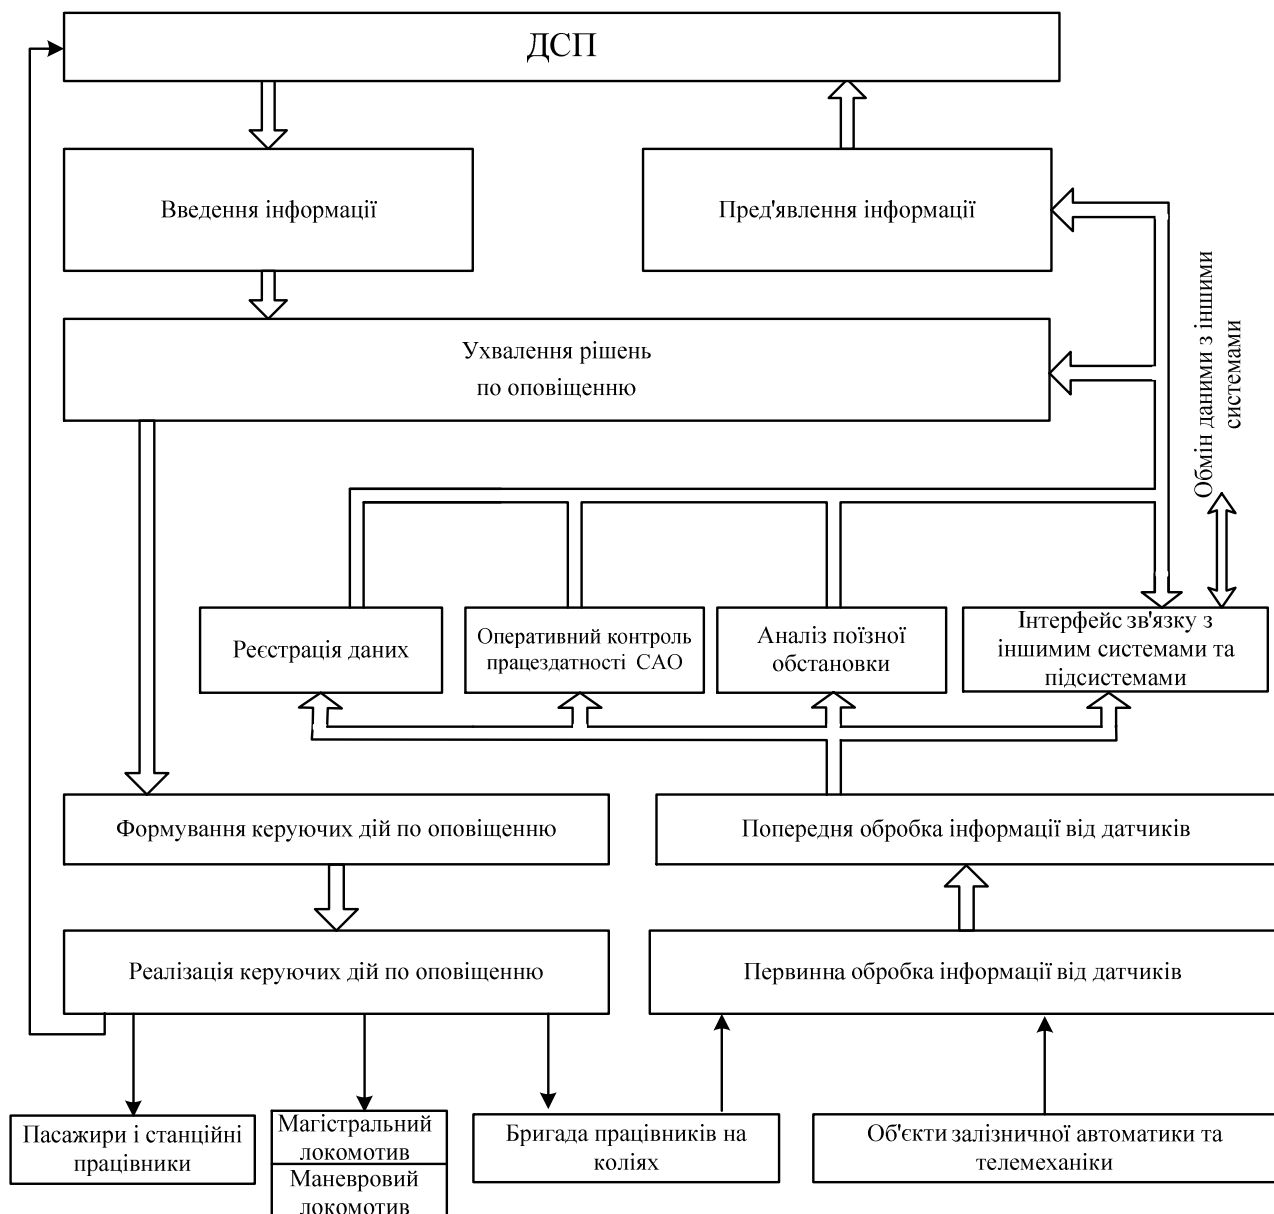 ДСП
Введення інформації
Пред'явлення інформації
Ухвалення рішень
по оповіщенню
Обмін даними з іншими
системами
Реєстрація даних
Оперативний контроль
працездатності САО
Аналіз поїзної
обстановки
Інтерфейс зв'язку з
іншимим системами та
підсистемами
Формування керуючих дій по оповіщенню
Попередня обробка інформації від датчиків
Реалізація керуючих дій по оповіщенню
Первинна обробка інформації від датчиків
Пасажири і станційні
працівники
Магістральний
локомотив
Маневровий
локомотив
Бригада працівників на
коліях
Об'єкти залізничної автоматики та
телемеханіки